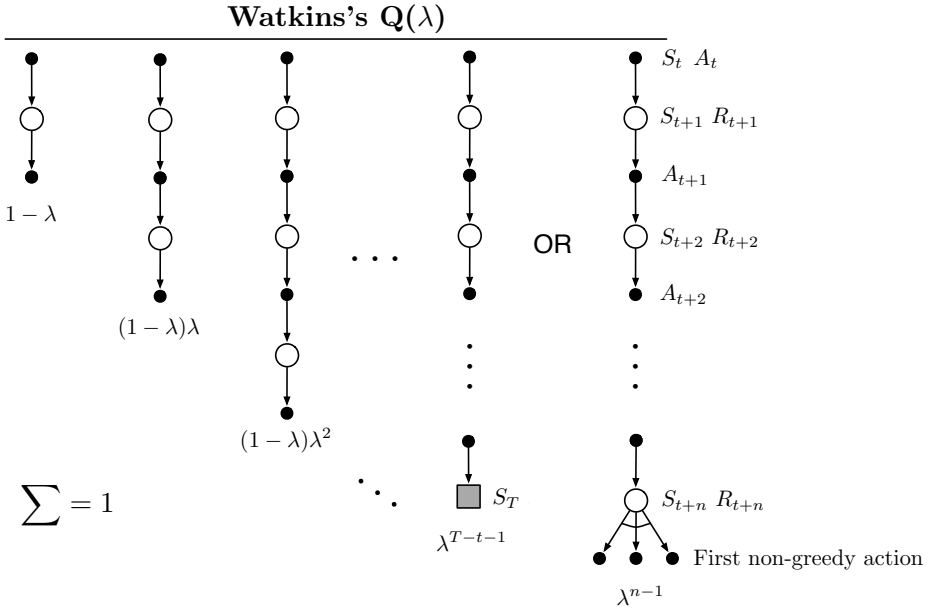 Watkins's Q(λ)
S_t A_t
S_{t+1} R_{t+1}
A_{t+1}
1 − λ
S_{t+2} R_{t+2}
OR
A_{t+2}
(1 − λ)λ
(1 − λ)λ^2
∑ = 1
S_T
S_{t+n} R_{t+n}
λ^{T−t−1}
First non-greedy action
λ^{n−1}